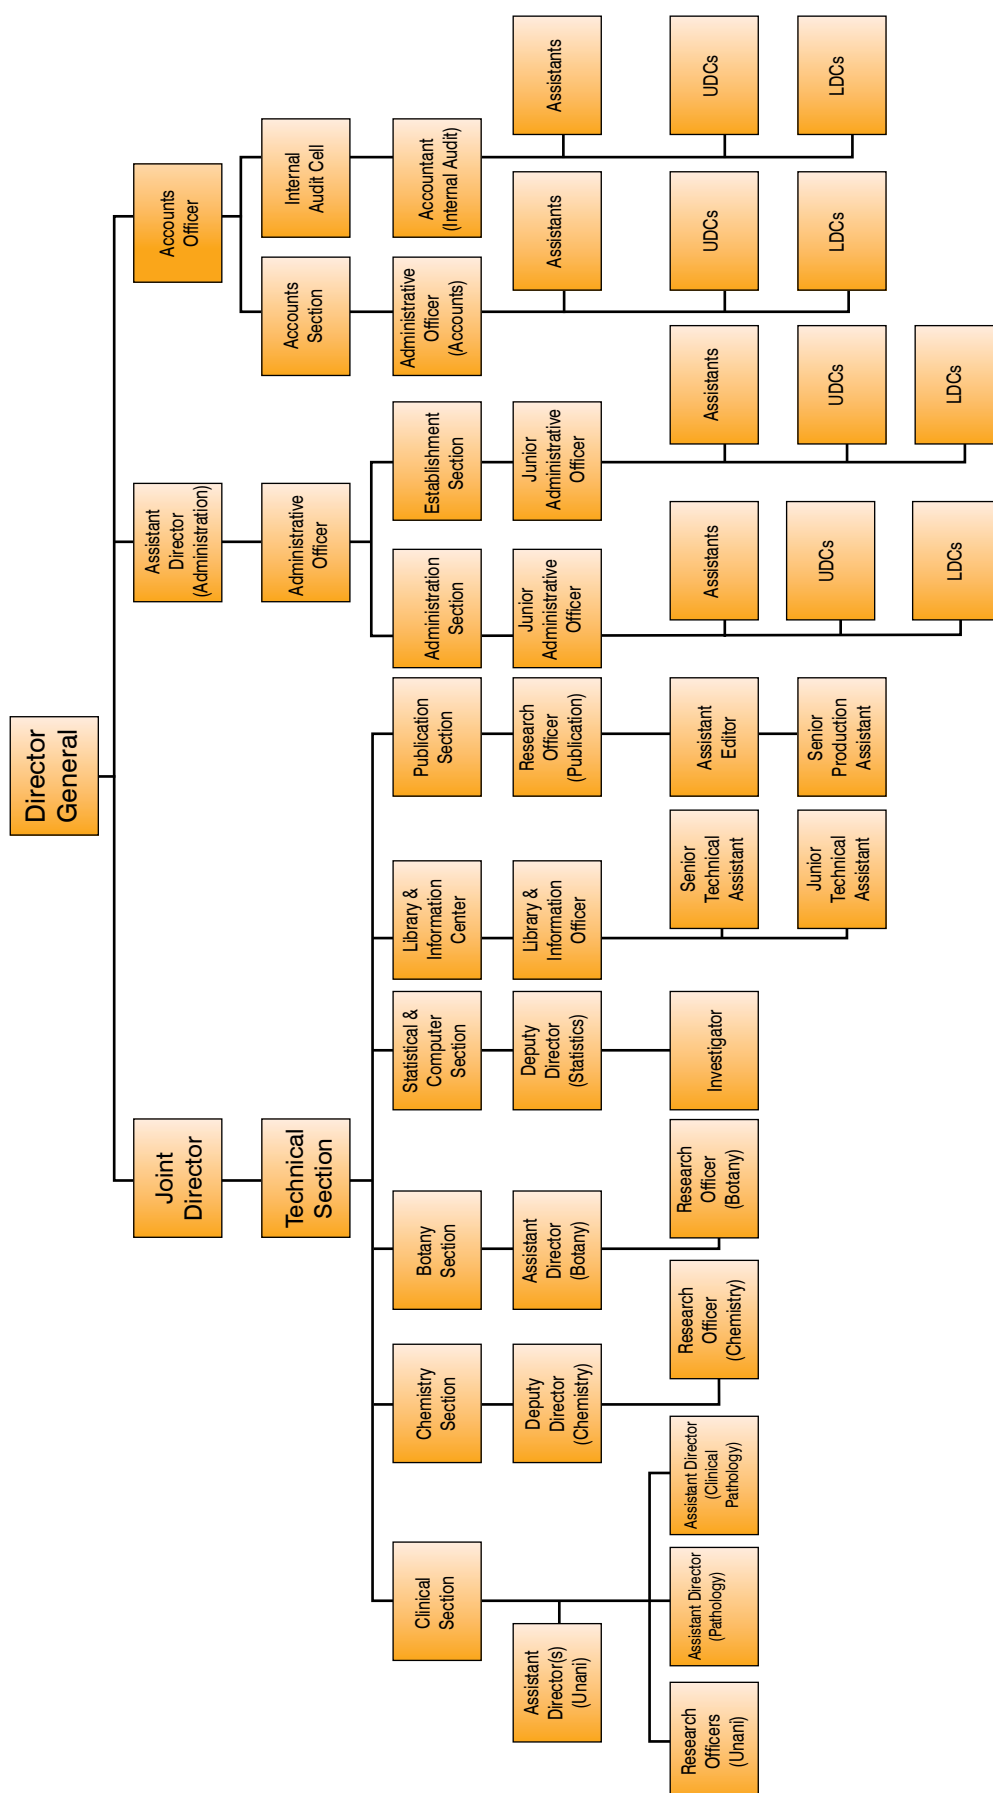 Director
General
Joint
Director
Assistant
Director
(Administration)
Accounts
Officer
Technical
Section
Administrative
Officer
Accounts
Section
Internal
Audit Cell
Clinical
Section
Chemistry
Section
Botany
Section
Statistical &
Computer
Section
Library &
Information
Center
Publication
Section
Administration
Section
Establishment
Section
Administrative
Officer
(Accounts)
Accountant
(Internal Audit)
Assistant
Director(s)
(Unani)
Deputy
Director
(Chemistry)
Assistant
Director
(Botany)
Deputy
Director
(Statistics)
Library &
Information
Officer
Research
Officer
(Publication)
Junior
Administrative
Officer
Junior
Administrative
Officer
Assistants
Assistants
Research
Officers
(Unani)
Assistant Director
(Pathology)
Assistant Director
(Clinical
Pathology)
Research
Officer
(Chemistry)
Research
Officer
(Botany)
Investigator
Senior
Technical
Assistant
Assistant
Editor
Assistants
Assistants
UDCs
UDCs
Junior
Technical
Assistant
Senior
Production
Assistant
UDCs
UDCs
LDCs
LDCs
LDCs
LDCs